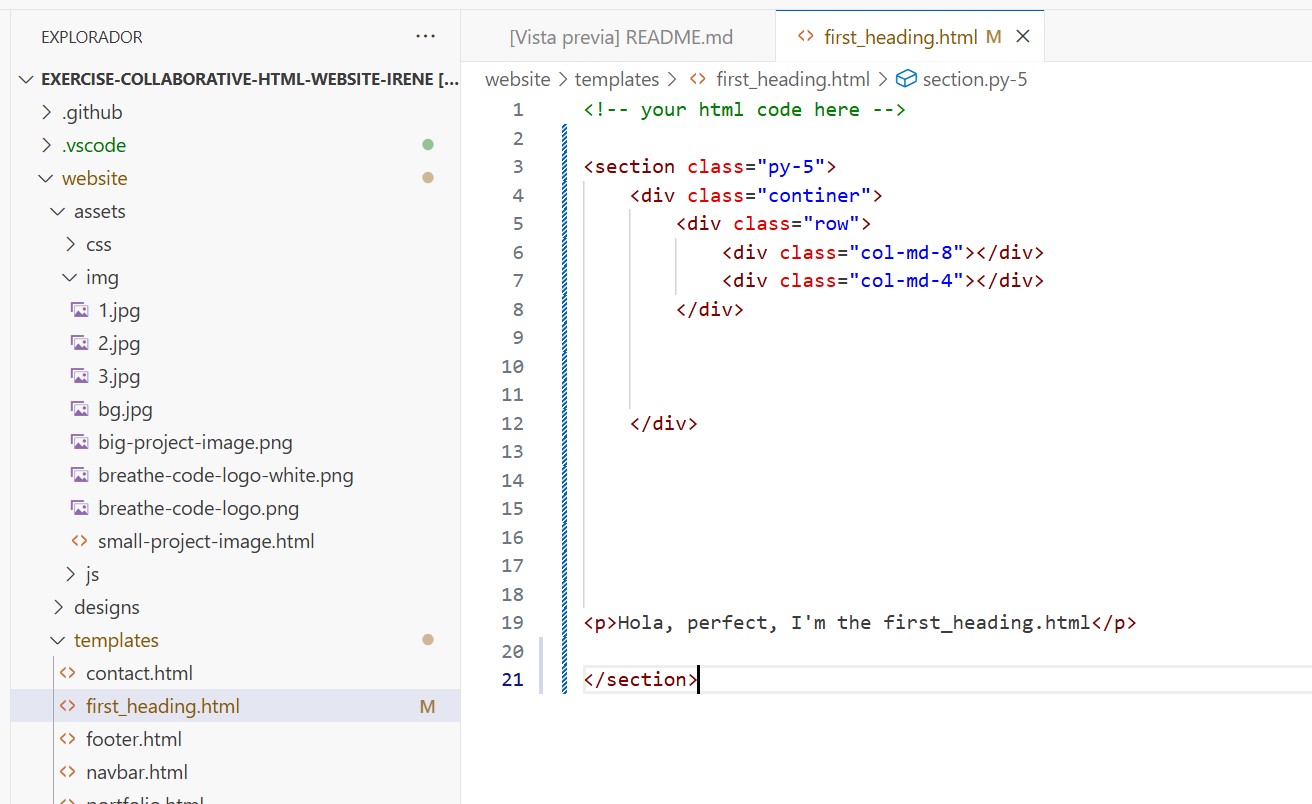 EXPLORADOR ...
EXERCISE-COLLABORATIVE-HTML-WEBSITE-IRENE [...
.github
.vscode
website
assets
css
img
1.jpg
2.jpg
3.jpg
bg.jpg
big-project-image.png
breathe-code-logo-white.png
breathe-code-logo.png
small-project-image.html
js
designs
templates
contact.html
first_heading.html M
footer.html
navbar.html
portfolio.html
[Vista previa] README.md
<> first_heading.html M
website > templates > <> first_heading.html > section.py-5
1 <!-- your html code here -->
2
3 <section class="py-5">
4     <div class="continer">
5         <div class="row">
6             <div class="col-md-8"></div>
7             <div class="col-md-4"></div>
8         </div>
9
10
11
12     </div>
13
14
15
16
17
18
19 <p>Hola, perfect, I'm the first_heading.html</p>
20
21 </section>